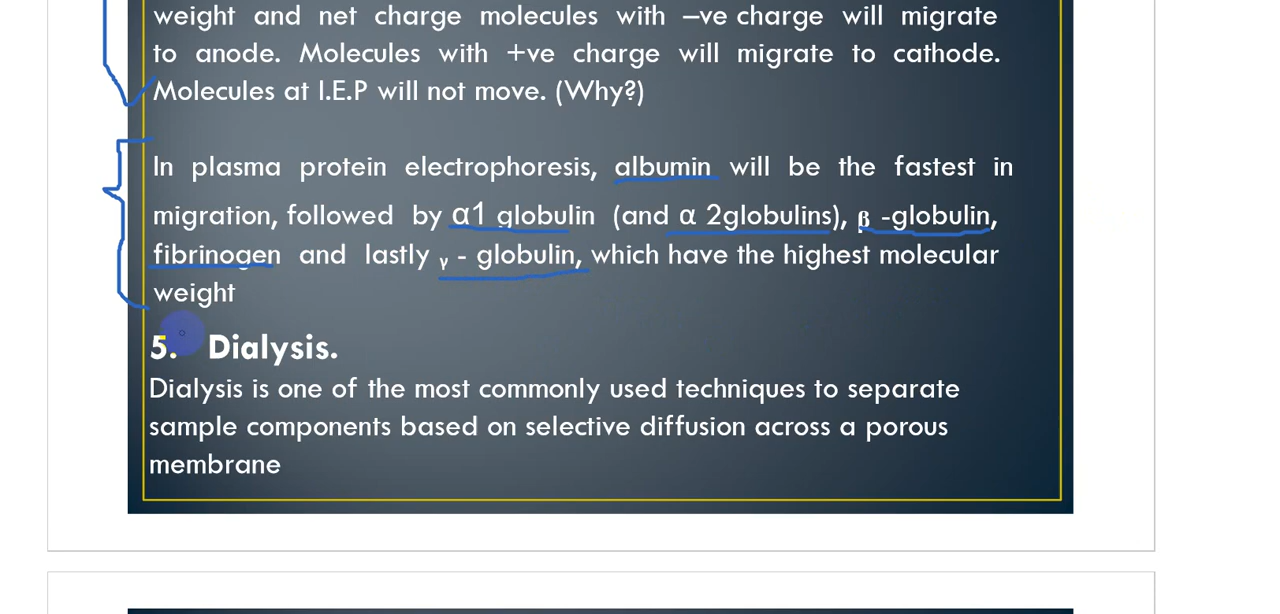 weight and net charge molecules with –ve charge will migrate
to anode. Molecules with +ve charge will migrate to cathode.
Molecules at I.E.P will not move. (Why?)
In plasma protein electrophoresis, albumin will be the fastest in
migration, followed by α1 globulin (and α 2globulins), β -globulin,
fibrinogen and lastly γ - globulin, which have the highest molecular
weight
5. Dialysis.
Dialysis is one of the most commonly used techniques to separate
sample components based on selective diffusion across a porous
membrane